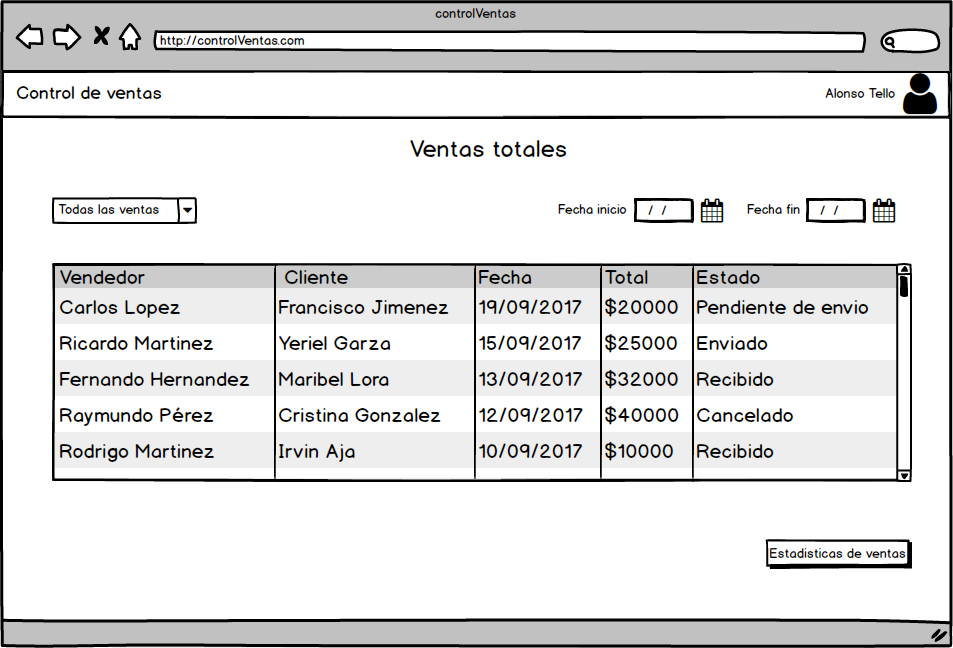 controlVentas
http://controlVentas.com
Control de ventas
Alonso Tello
Ventas totales
Todas las ventas
Fecha inicio / /
Fecha fin / /
Vendedor Cliente Fecha Total Estado
Carlos Lopez Francisco Jimenez 19/09/2017 $20000 Pendiente de envio
Ricardo Martinez Yeriel Garza 15/09/2017 $25000 Enviado
Fernando Hernandez Maribel Lora 13/09/2017 $32000 Recibido
Raymundo Pérez Cristina Gonzalez 12/09/2017 $40000 Cancelado
Rodrigo Martinez Irvin Aja 10/09/2017 $10000 Recibido
Estadisticas de ventas